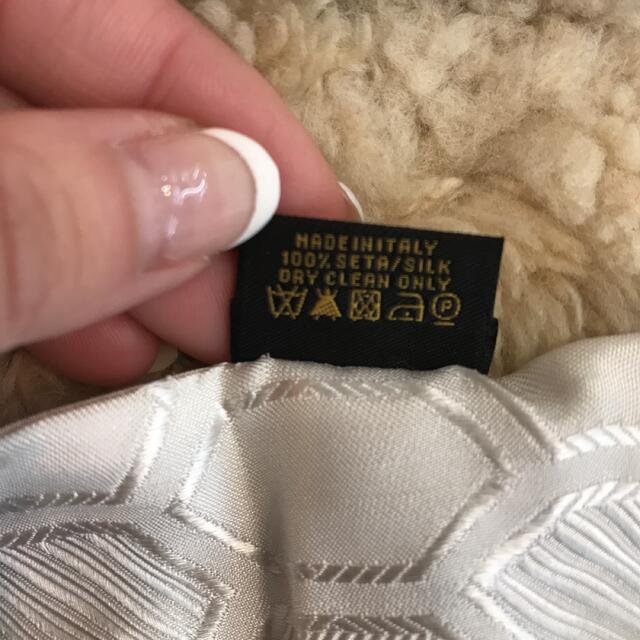 MADE IN ITALY
100% SETA/SILK
DRY CLEAN ONLY
P